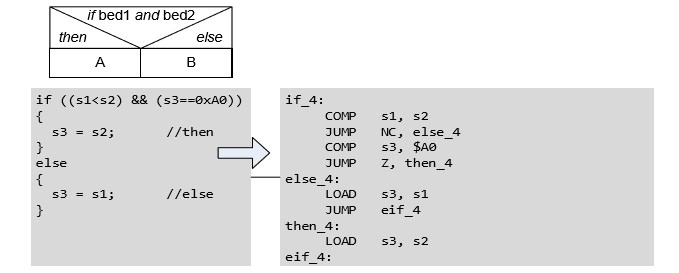 if bed1 and bed2
then else
A B
if ((s1<s2) && (s3==0xA0))
{
s3 = s2; //then
}
else
{
s3 = s1; //else
}
if_4:
COMP s1, s2
JUMP NC, else_4
COMP s3, $A0
JUMP Z, then_4
else_4:
LOAD s3, s1
JUMP eif_4
then_4:
LOAD s3, s2
eif_4: